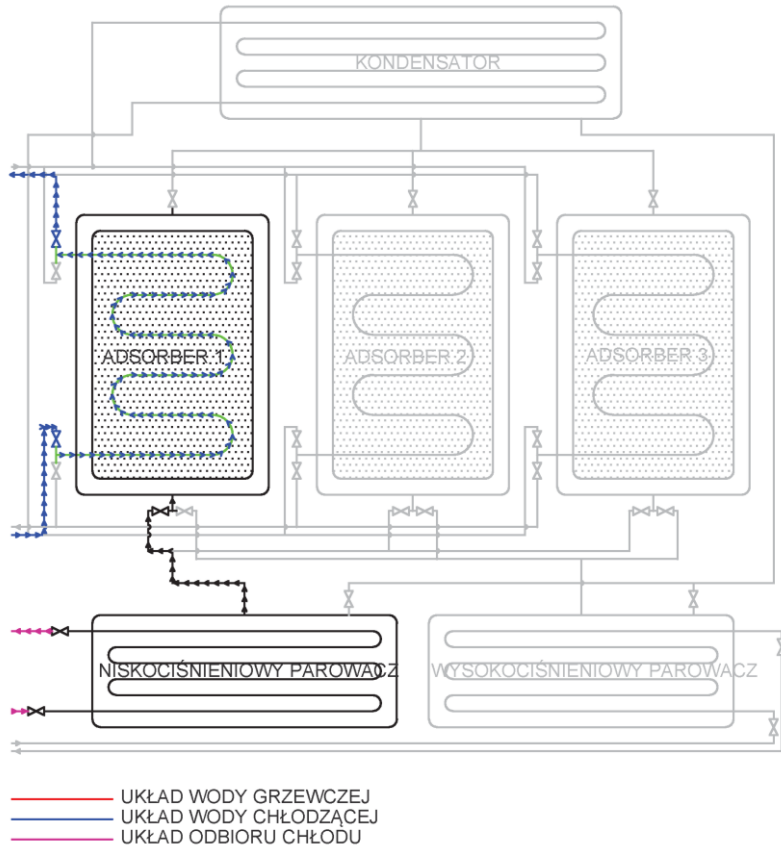 KONDENSATOR
ADSORBER 1
ADSORBER 2
ADSORBER 3
NISKOCIŚNIENIOWY PAROWACZ
WYSOKOCIŚNIENIOWY PAROWACZ
UKŁAD WODY GRZEWCZEJ
UKŁAD WODY CHŁODZĄCEJ
UKŁAD ODBIORU CHŁODU